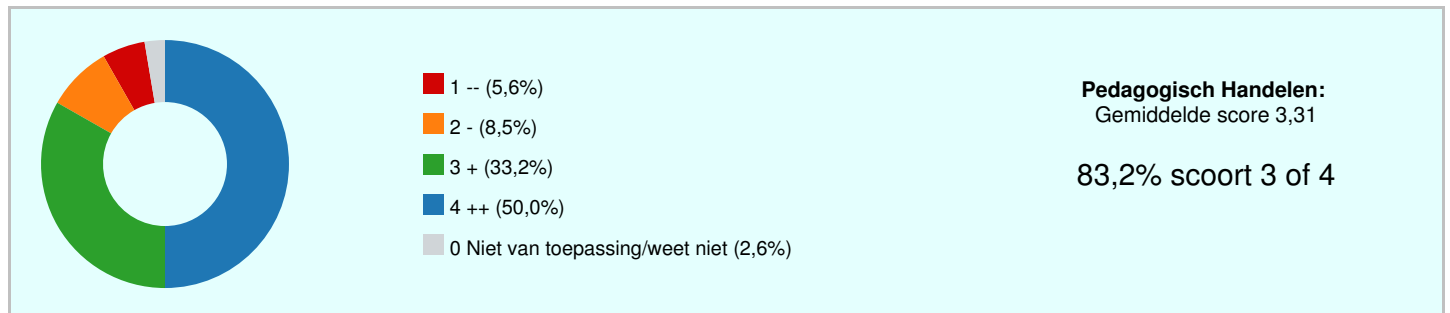 1 -- (5,6%)
2 - (8,5%)
3 + (33,2%)
4 ++ (50,0%)
0 Niet van toepassing/weet niet (2,6%)
Pedagogisch Handelen:
Gemiddelde score 3,31
83,2% scoort 3 of 4